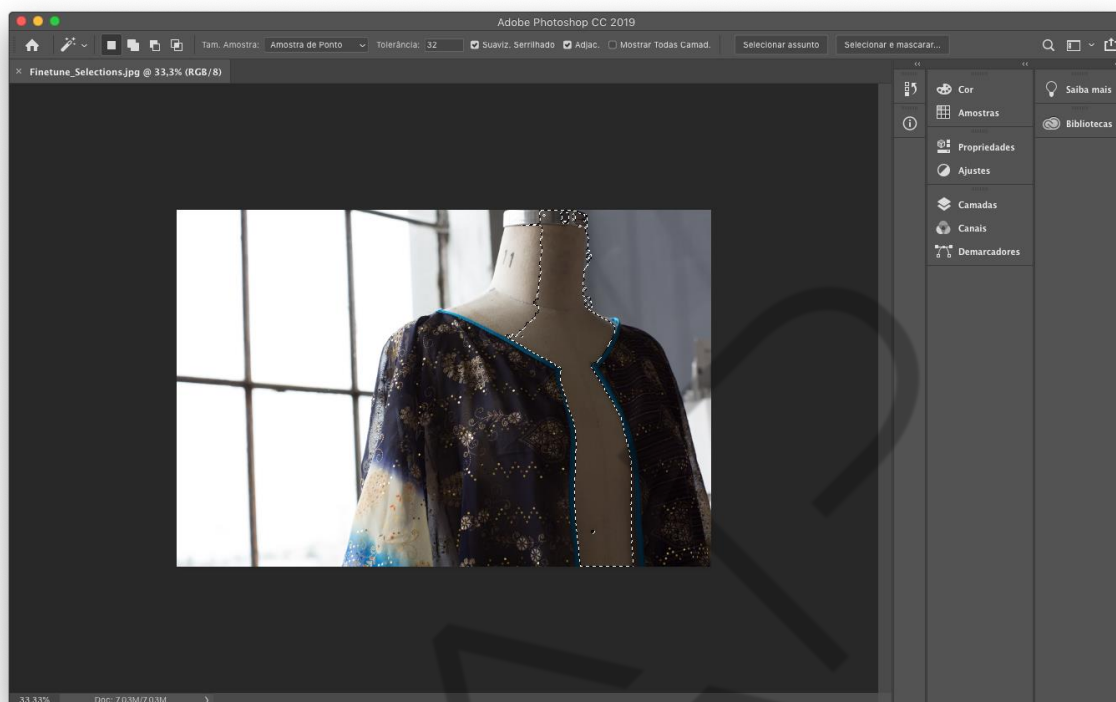 Adobe Photoshop CC 2019
Tam. Amostra: Amostra de Ponto Tolerância: 32 Suaviz. Serrilhado Adjac. Mostrar Todas Camad. Selecionar assunto Selecionar e mascarar...
× Finetune_Selections.jpg @ 33,3% (RGB/8)
Cor
Amostras
Propriedades
Ajustes
Camadas
Canais
Demarcadores
Saiba mais
Bibliotecas
11
33,33% Doc: 7,03M/7,03M